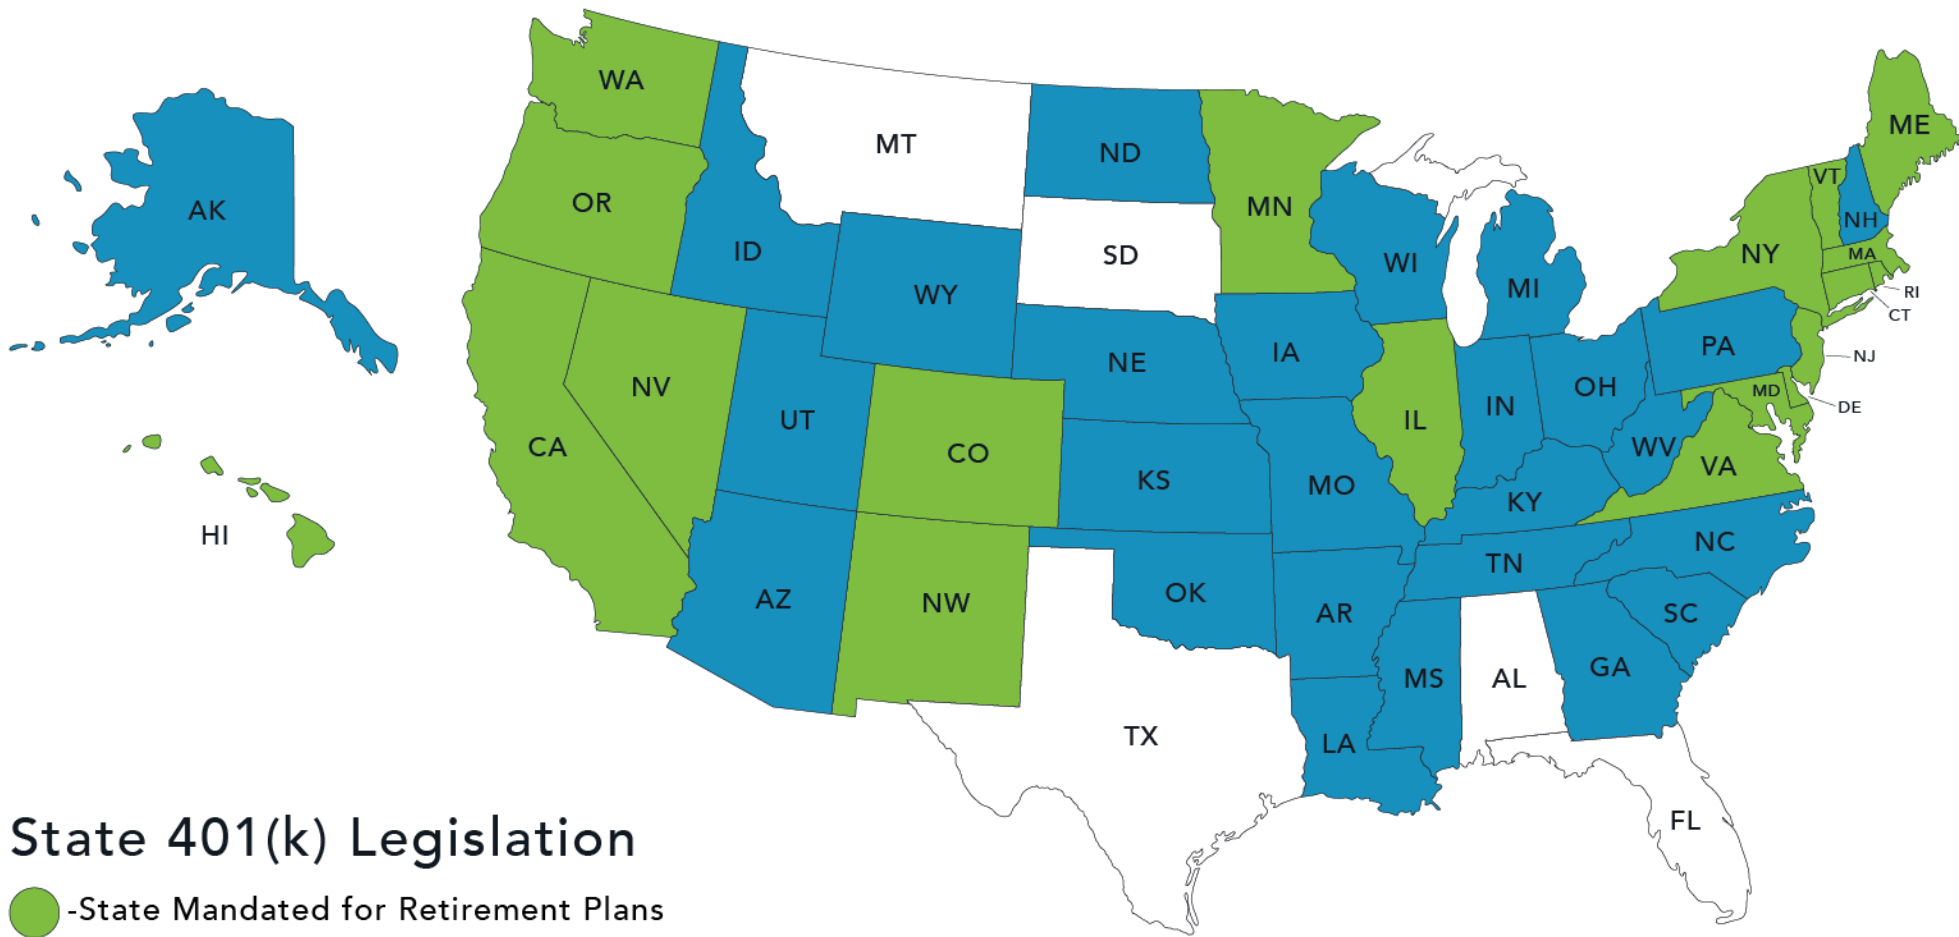 WA
ME
MT
VT
ND
OR
MN
AK
NH
ID
NY
MA
SD
WI
RI
WY
MI
CT
PA
IA
NE
NJ
NV
OH
MD
IN
DE
UT
IL
CA
CO
WV
VA
KS
MO
KY
HI
NC
TN
AZ
NW
OK
AR
SC
GA
MS
AL
TX
LA
FL
State 401(k) Legislation
-State Mandated for Retirement Plans